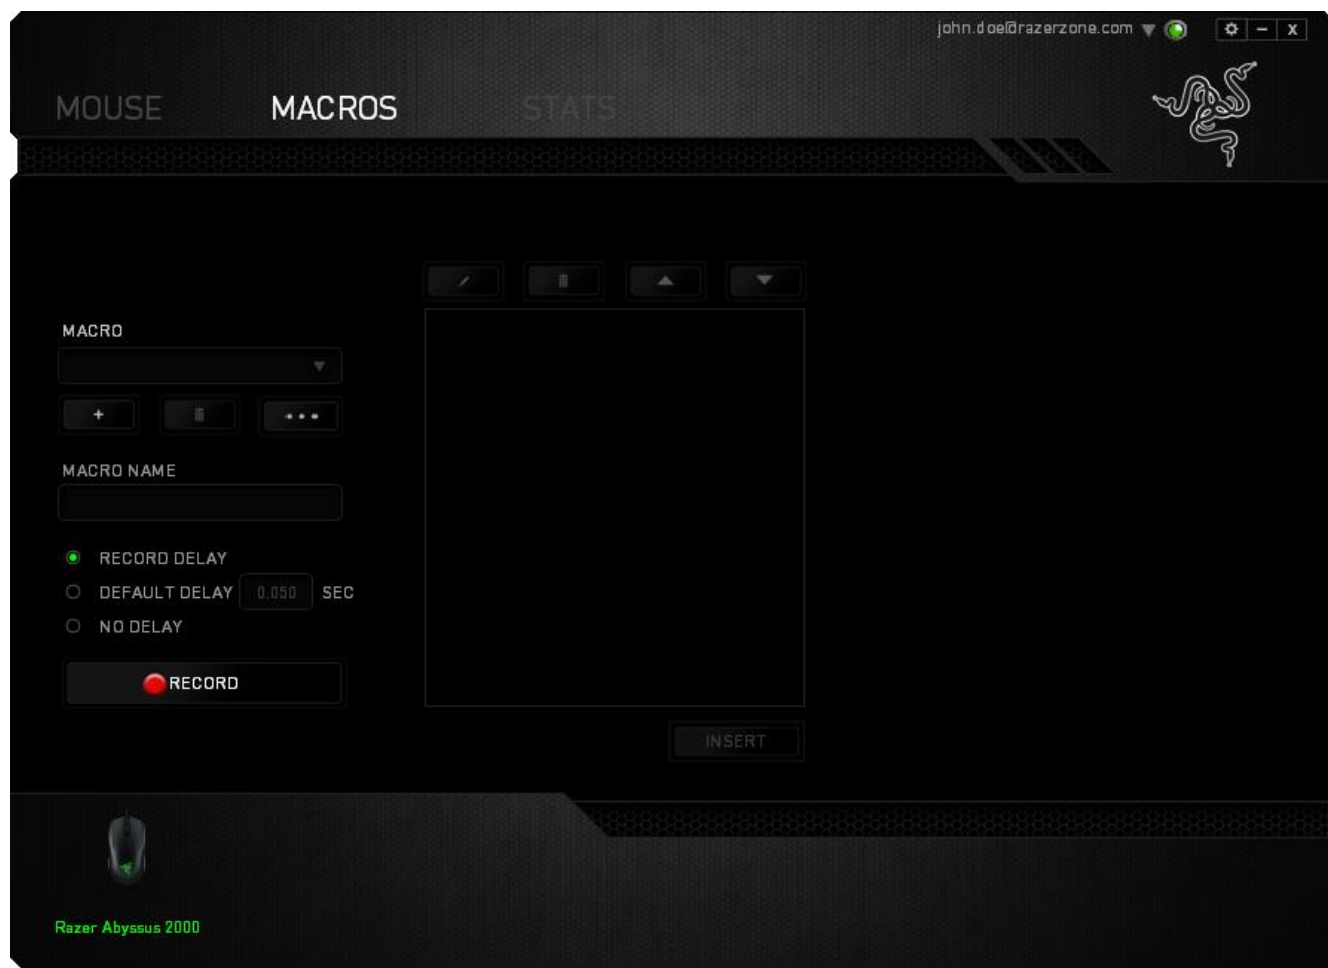 john.doe@razerzone.com
MOUSE MACROS STATS
MACRO
MACRO NAME
RECORD DELAY
DEFAULT DELAY 0.050 SEC
NO DELAY
RECORD
INSERT
Razer Abyssus 2000